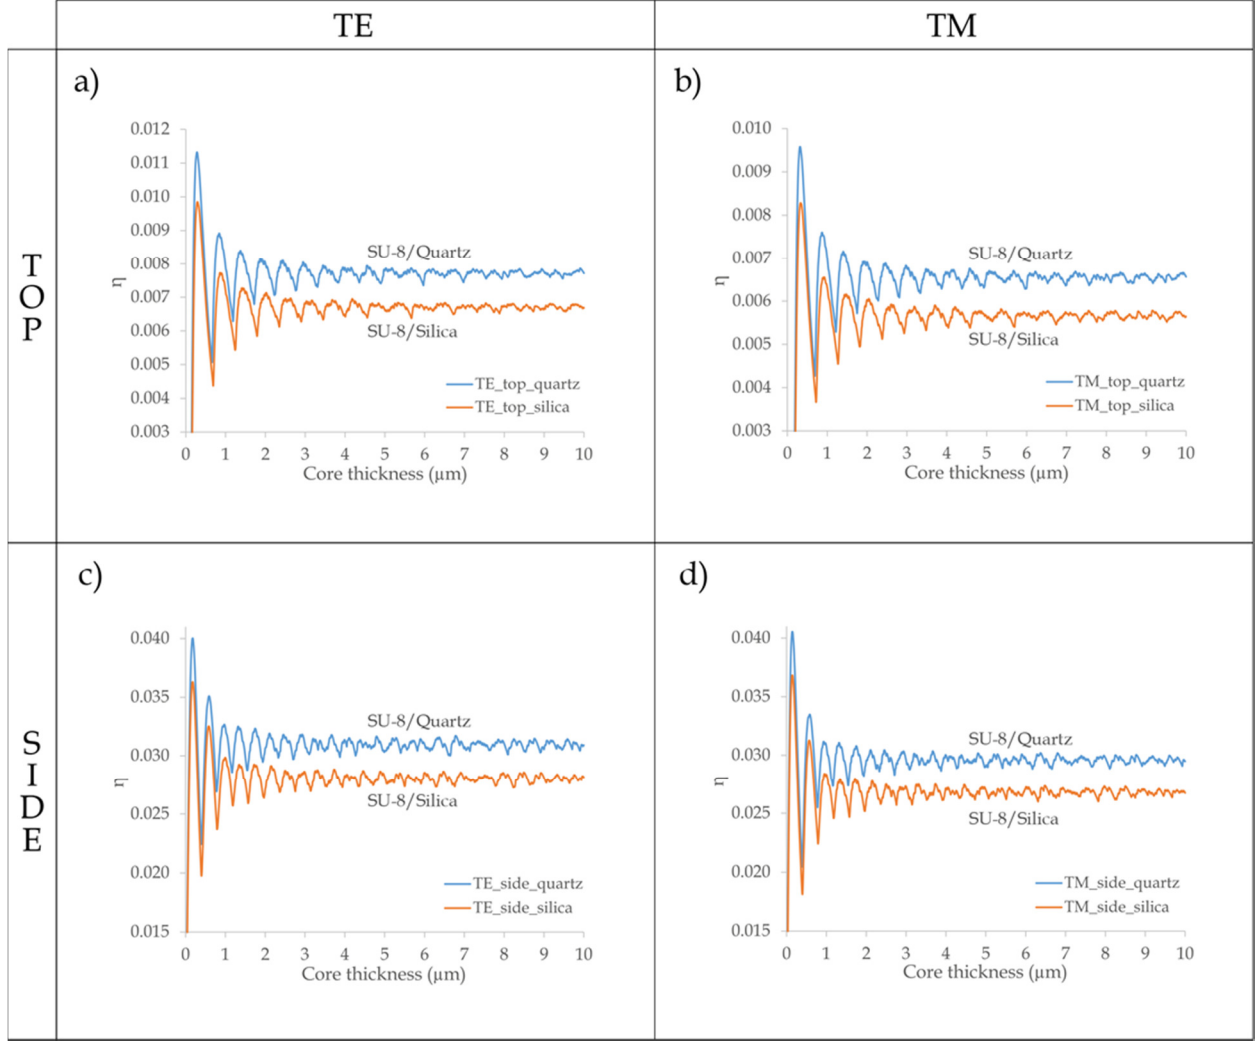 TE
TM
TOP
SIDE
a)
0.012
0.011
0.010
0.009
0.008
0.007
0.006
0.005
0.004
0.003
η
SU-8/Quartz
SU-8/Silica
TE_top_quartz
TE_top_silica
0 1 2 3 4 5 6 7 8 9 10
Core thickness (μm)
b)
0.010
0.009
0.008
0.007
0.006
0.005
0.004
0.003
η
SU-8/Quartz
SU-8/Silica
TM_top_quartz
TM_top_silica
0 1 2 3 4 5 6 7 8 9 10
Core thickness (μm)
c)
0.040
0.035
0.030
0.025
0.020
0.015
η
SU-8/Quartz
SU-8/Silica
TE_side_quartz
TE_side_silica
0 1 2 3 4 5 6 7 8 9 10
Core thickness (μm)
d)
0.040
0.035
0.030
0.025
0.020
0.015
η
SU-8/Quartz
SU-8/Silica
TM_side_quartz
TM_side_silica
0 1 2 3 4 5 6 7 8 9 10
Core thickness (μm)